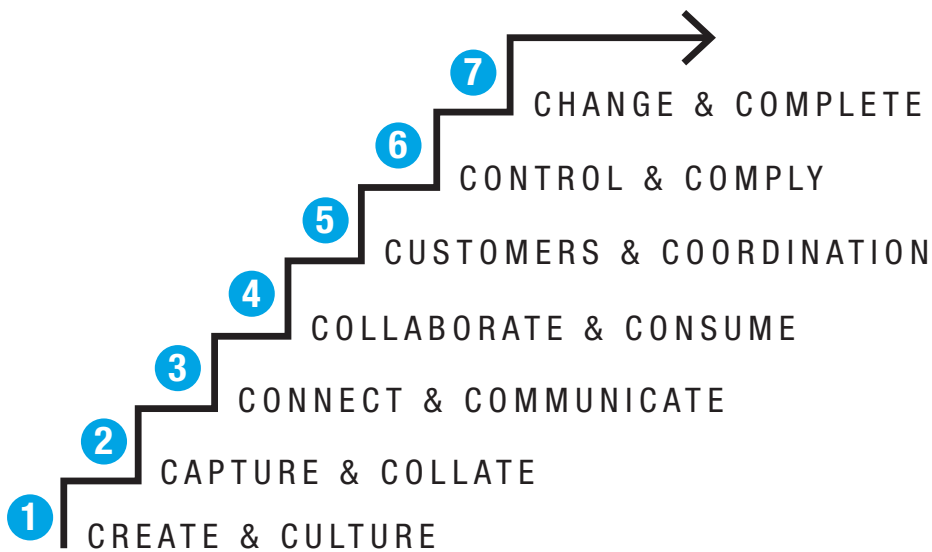 7
CHANGE & COMPLETE
6
CONTROL & COMPLY
5
CUSTOMERS & COORDINATION
4
COLLABORATE & CONSUME
3
CONNECT & COMMUNICATE
2
CAPTURE & COLLATE
1
CREATE & CULTURE